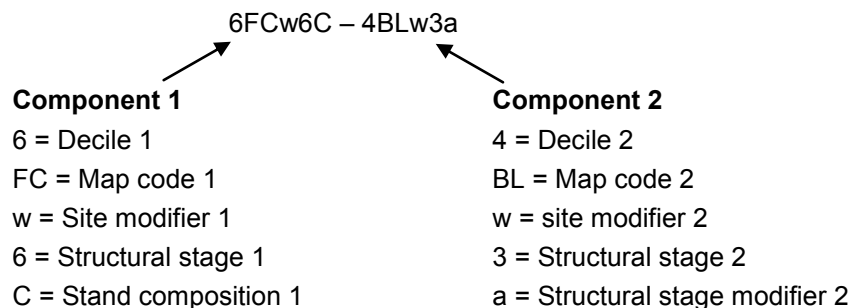 6FCw6C – 4BLw3a
Component 1
6 = Decile 1
FC = Map code 1
w = Site modifier 1
6 = Structural stage 1
C = Stand composition 1
Component 2
4 = Decile 2
BL = Map code 2
w = site modifier 2
3 = Structural stage 2
a = Structural stage modifier 2